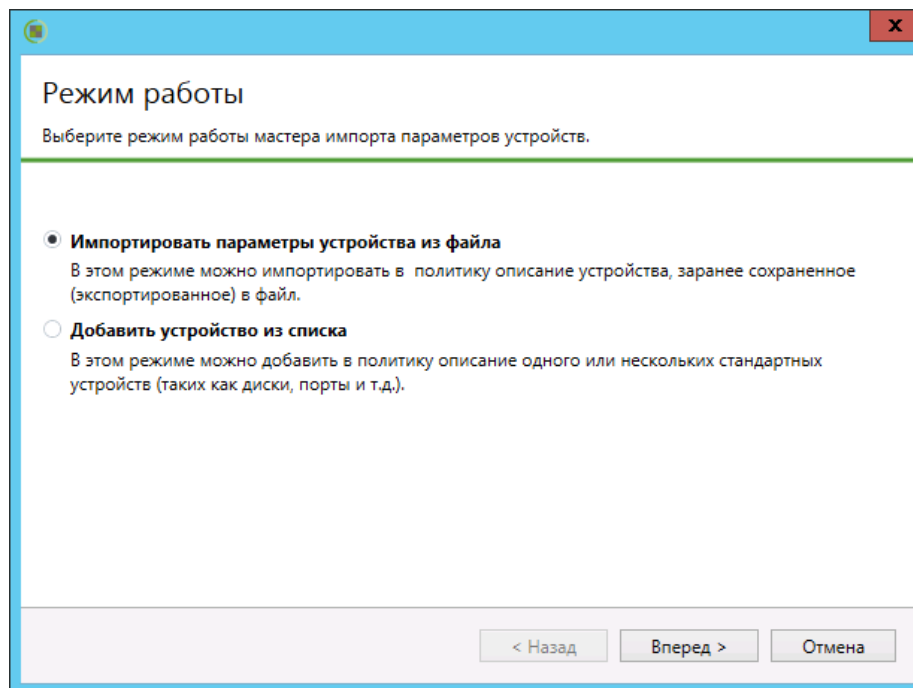 x
Режим работы
Выберите режим работы мастера импорта параметров устройств.
Импортировать параметры устройства из файла
В этом режиме можно импортировать в  политику описание устройства, заранее сохраненное
(экспортированное) в файл.
Добавить устройство из списка
В этом режиме можно добавить в политику описание одного или нескольких стандартных
устройств (таких как диски, порты и т.д.).
< Назад Вперед > Отмена